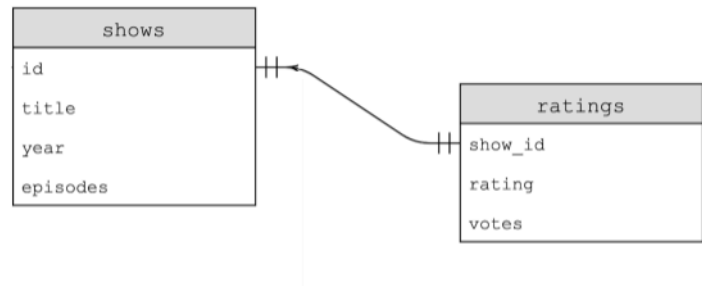 shows
id
title
year
episodes
ratings
show_id
rating
votes